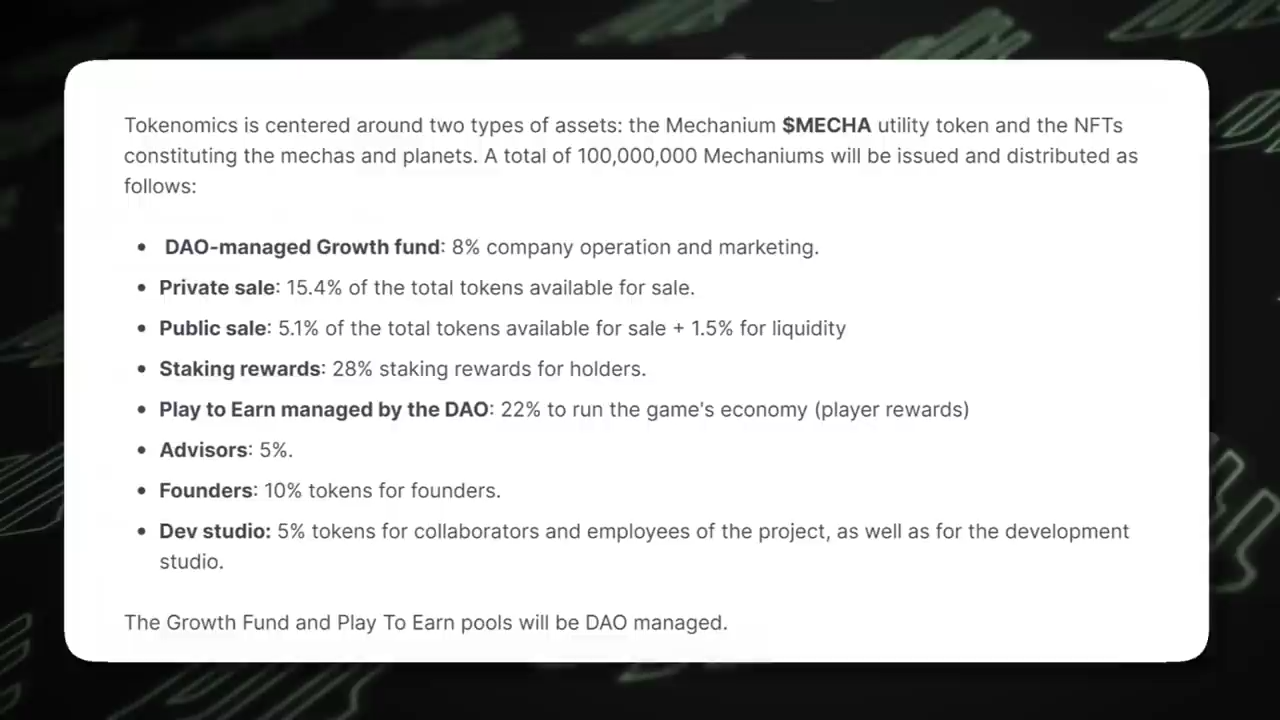 Tokenomics is centered around two types of assets: the Mechanium $MECHA utility token and the NFTs
constituting the mechas and planets. A total of 100,000,000 Mechaniums will be issued and distributed as
follows:
• DAO-managed Growth fund: 8% company operation and marketing.
• Private sale: 15.4% of the total tokens available for sale.
• Public sale: 5.1% of the total tokens available for sale + 1.5% for liquidity
• Staking rewards: 28% staking rewards for holders.
• Play to Earn managed by the DAO: 22% to run the game's economy (player rewards)
• Advisors: 5%.
• Founders: 10% tokens for founders.
• Dev studio: 5% tokens for collaborators and employees of the project, as well as for the development
studio.
The Growth Fund and Play To Earn pools will be DAO managed.